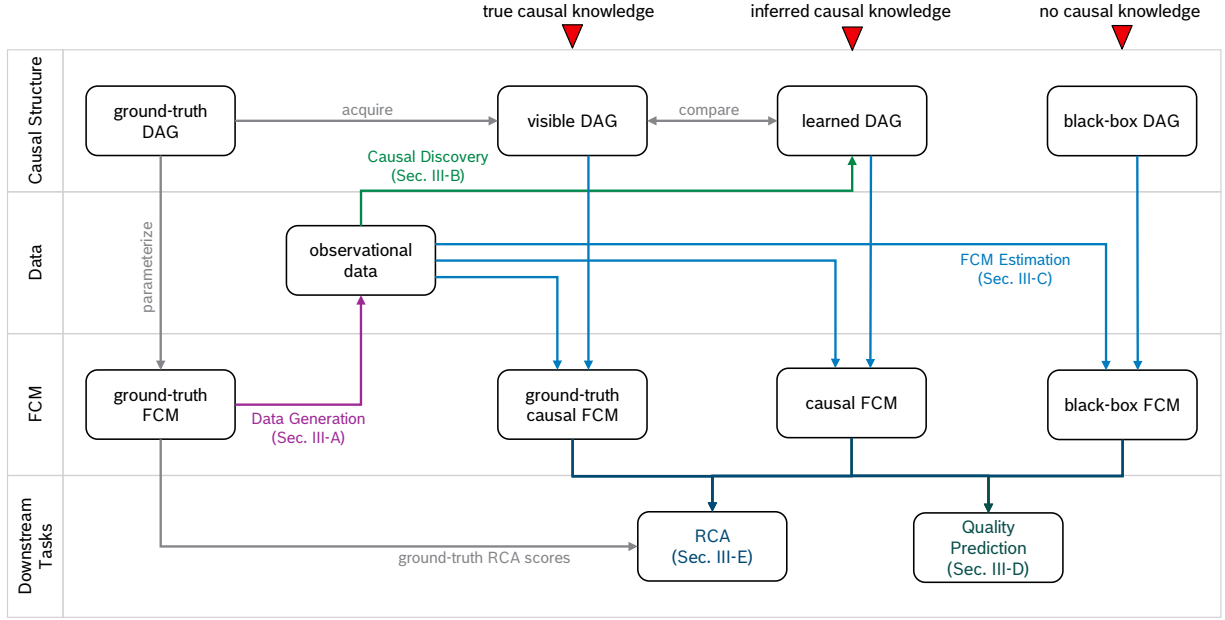 true causal knowledge
inferred causal knowledge
no causal knowledge
Causal Structure
ground-truth
DAG
acquire
visible DAG
compare
learned DAG
black-box DAG
Causal Discovery
(Sec. III-B)
Data
parameterize
observational
data
FCM Estimation
(Sec. III-C)
FCM
ground-truth
FCM
Data Generation
(Sec. III-A)
ground-truth
causal FCM
causal FCM
black-box FCM
Downstream
Tasks
ground-truth RCA scores
RCA
(Sec. III-E)
Quality
Prediction
(Sec. III-D)